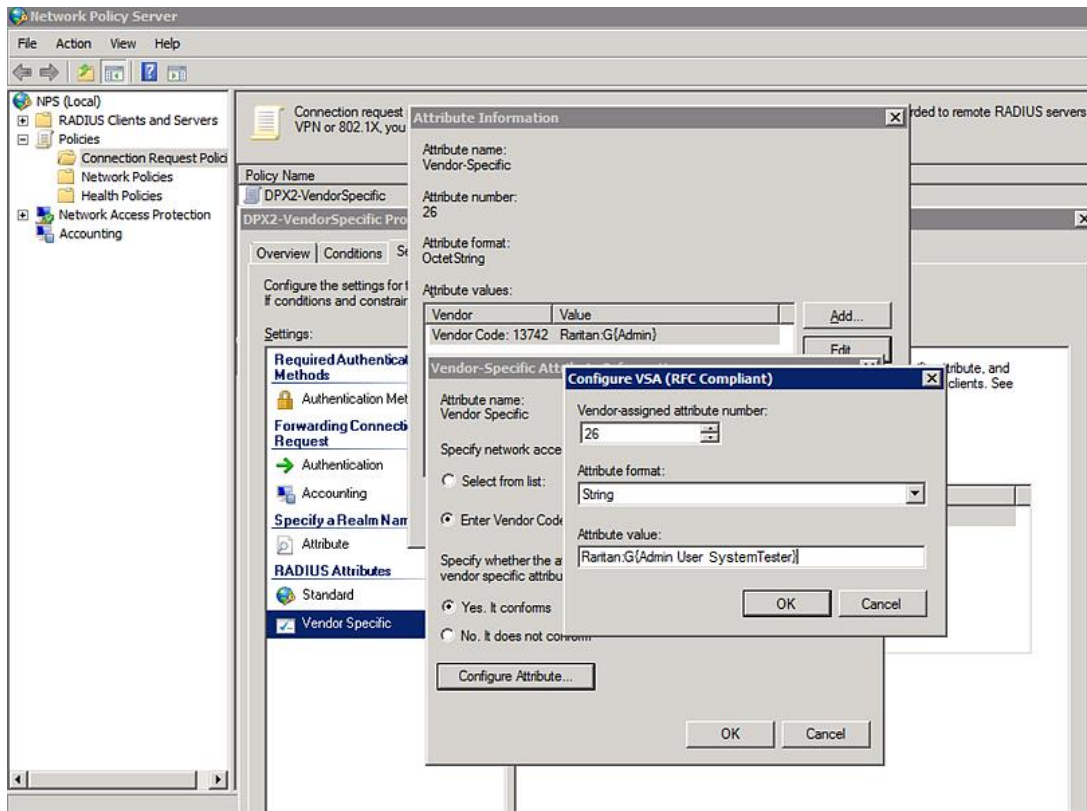 Network Policy Server
File Action View Help
NPS (Local)
RADIUS Clients and Servers
Policies
Connection Request Polici
Network Policies
Health Policies
Network Access Protection
Accounting
Connection request
VPN or 802.1X, you
rded to remote RADIUS servers
Policy Name
DPX2-VendorSpecific
DPX2-VendorSpecific Pro
Overview Conditions Se
Configure the settings for t
If conditions and constrain
Settings:
Required Authenticat
Methods
Authentication Met
Forwarding Connecti
Request
Authentication
Accounting
Specify a Realm Nam
Attribute
RADIUS Attributes
Standard
Vendor Specific
Attribute Information
Attribute name:
Vendor-Specific
Attribute number:
26
Attribute format:
OctetString
Attribute values:
Vendor Value
Vendor Code: 13742 Raritan:G{Admin}
Add...
Edit
tribute, and
clients. See
Vendor-Specific Att
Attribute name:
Vendor Specific
Specify network acce
Select from list:
Enter Vendor Code
Specify whether the a
vendor specific attribu
Yes. It conforms
No. It does not conform
Configure Attribute...
OK Cancel
Configure VSA (RFC Compliant)
Vendor-assigned attribute number:
26
Attribute format:
String
Attribute value:
Raritan:G{Admin User SystemTester}
OK Cancel